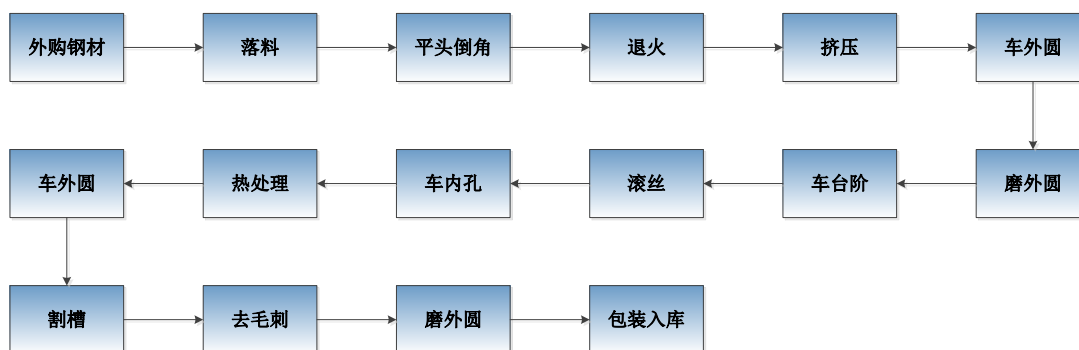 外购钢材
落料
平头倒角
退火
挤压
车外圆
磨外圆
车台阶
滚丝
车内孔
热处理
车外圆
割槽
去毛刺
磨外圆
包装入库